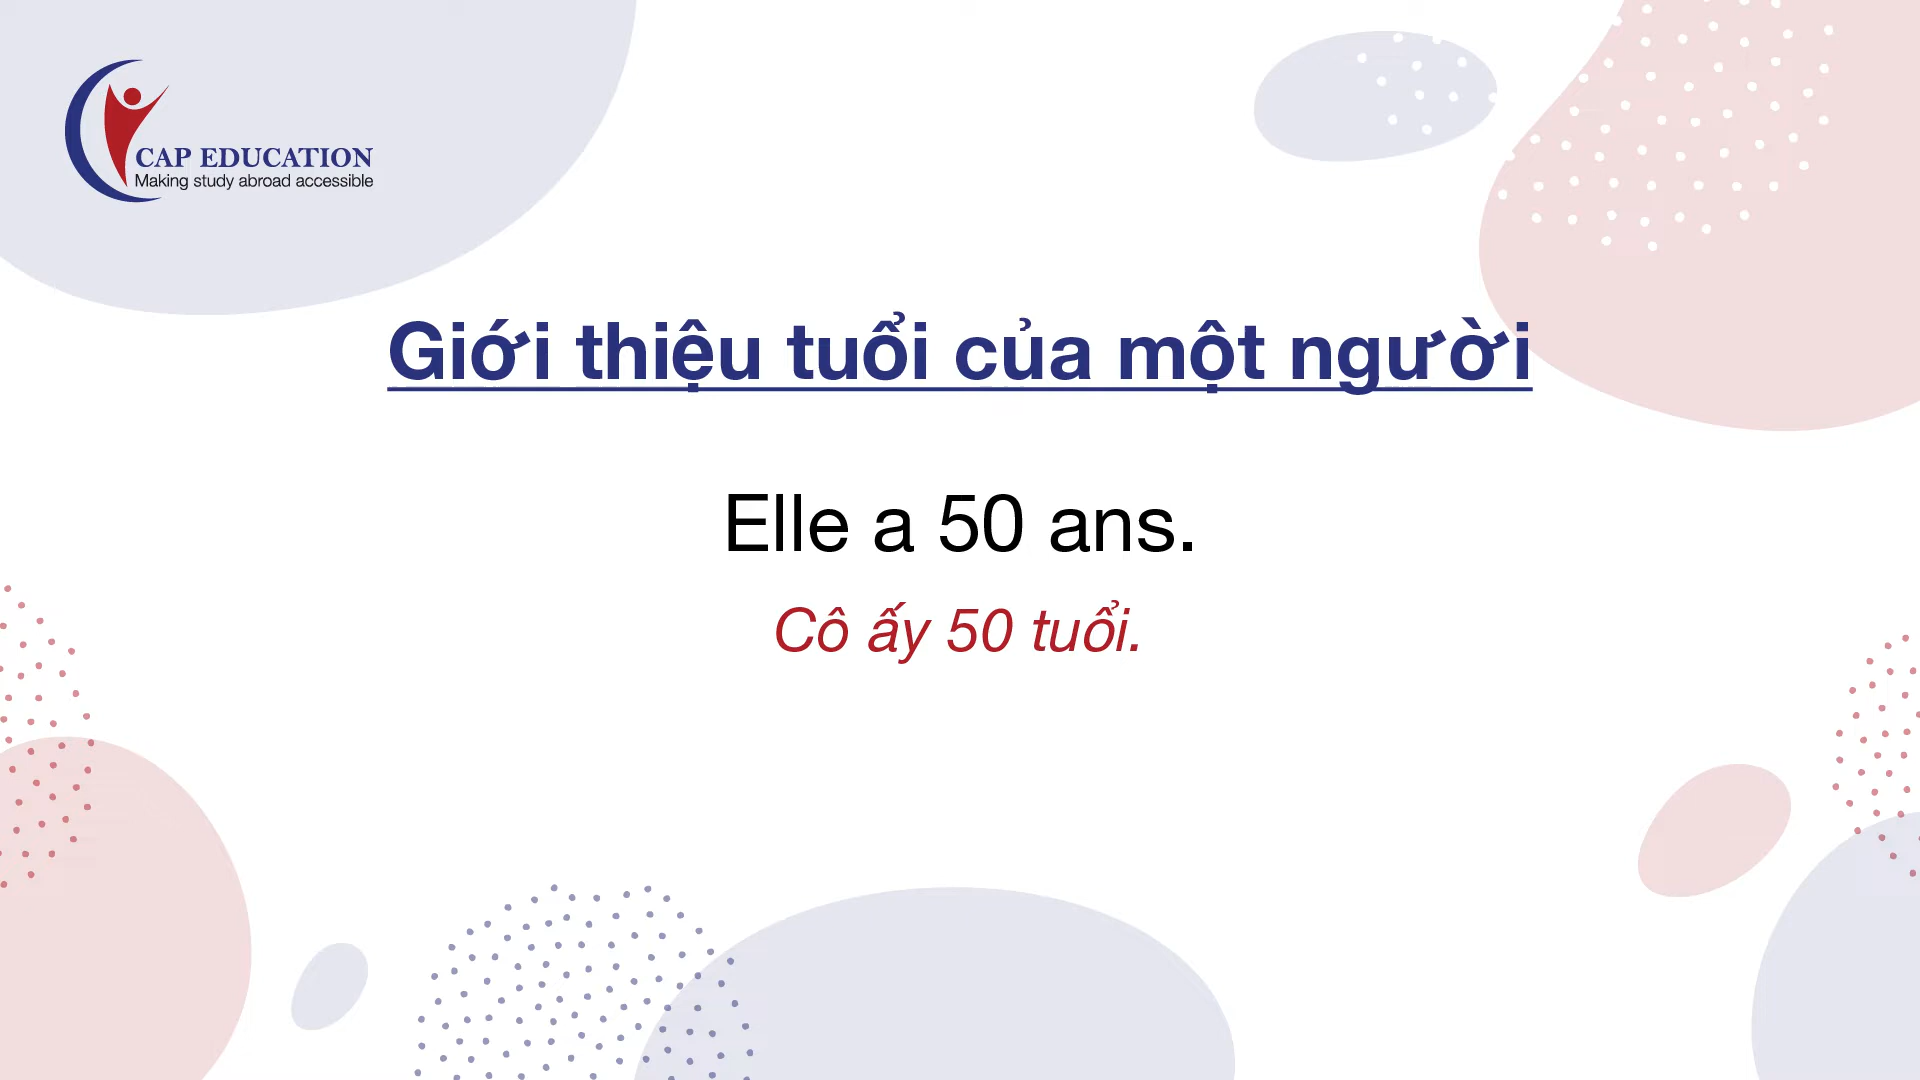 CAP EDUCATION
Making study abroad accessible
Giới thiệu tuổi của một người
Elle a 50 ans.
Cô ấy 50 tuổi.